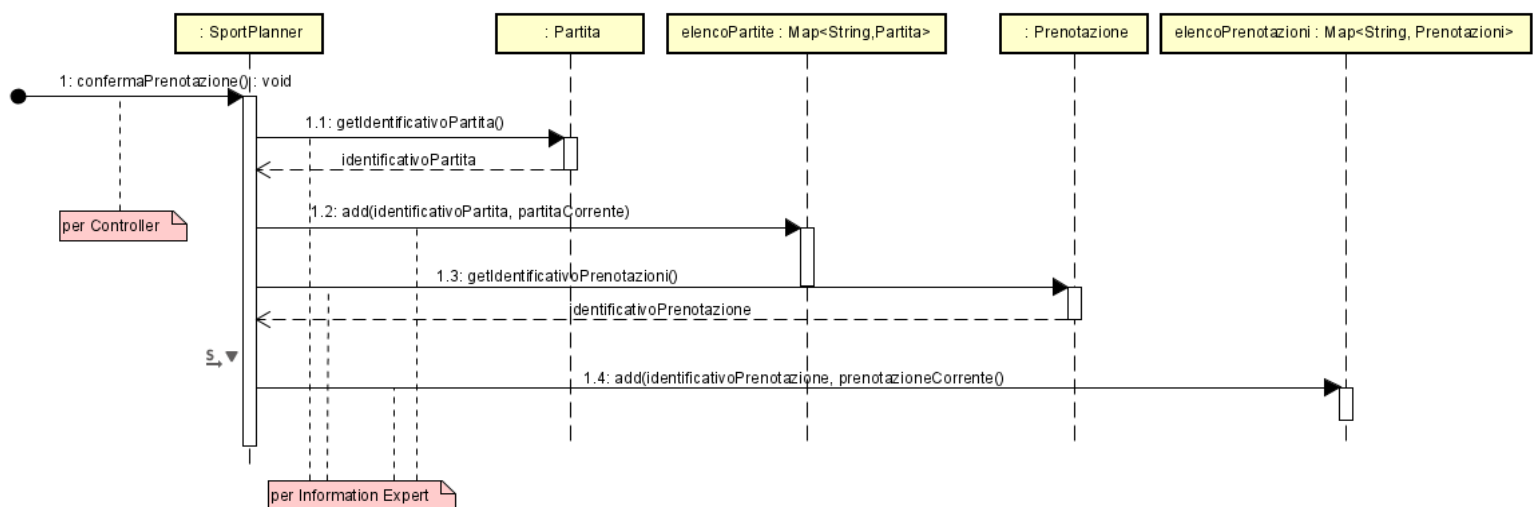 : SportPlanner
: Partita
elencoPartite : Map<String,Partita>
: Prenotazione
elencoPrenotazioni : Map<String, Prenotazioni>
1: confermaPrenotazione() : void
1.1: getIdentificativoPartita()
identificativoPartita
per Controller
1.2: add(identificativoPartita, partitaCorrente)
1.3: getIdentificativoPrenotazioni()
identificativoPrenotazione
S
1.4: add(identificativoPrenotazione, prenotazioneCorrente()
per Information Expert